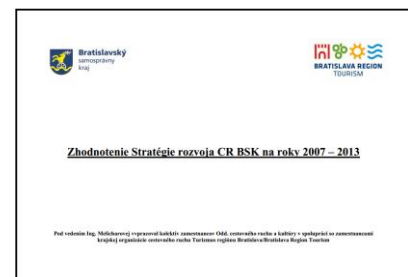 Bratislavský
samosprávny
kraj
BRATISLAVA REGION
TOURISM
Zhodnotenie Stratégie rozvoja CR BSK na roky 2007 – 2013
Pod vedením Ing. Melicharovej vypracoval kolektív zamestnancov Odd. cestovného ruchu a kultúry v spolupráci so zamestnancami
krajskej organizácie cestovného ruchu Turizmus regiónu Bratislava/Bratislava Region Tourism